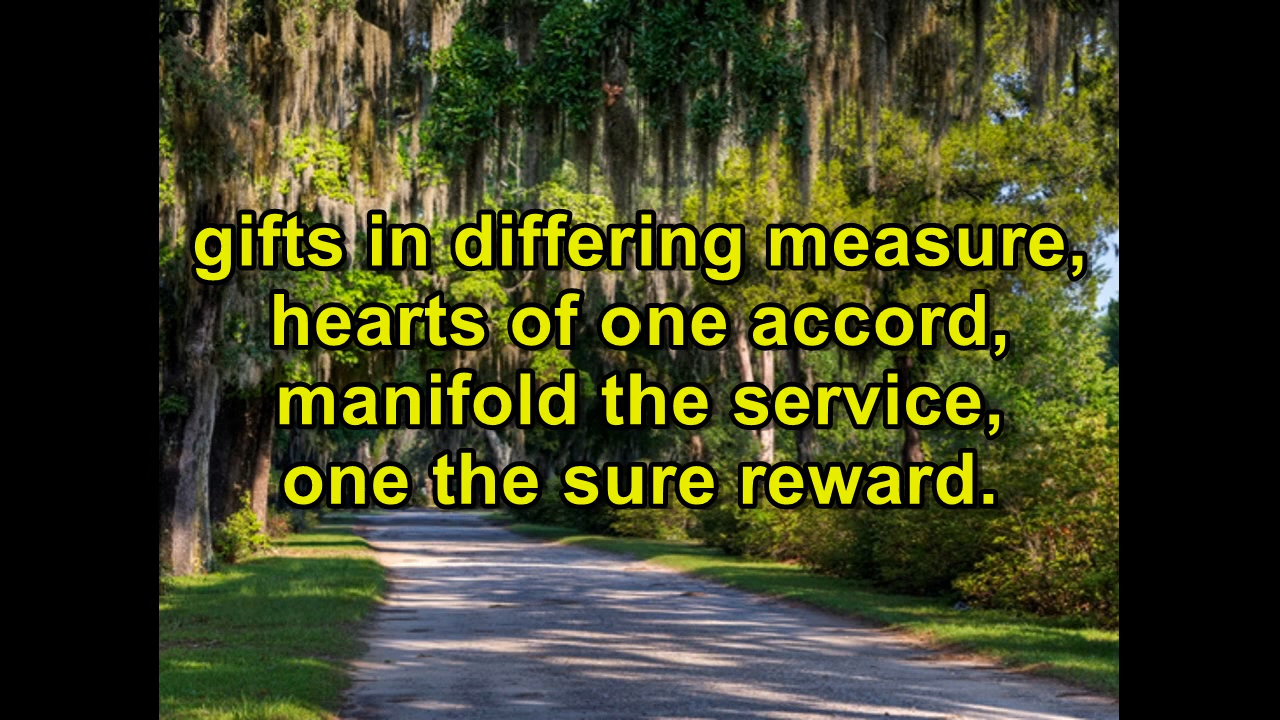 gifts in differing measure,
hearts of one accord,
manifold the service,
one the sure reward.